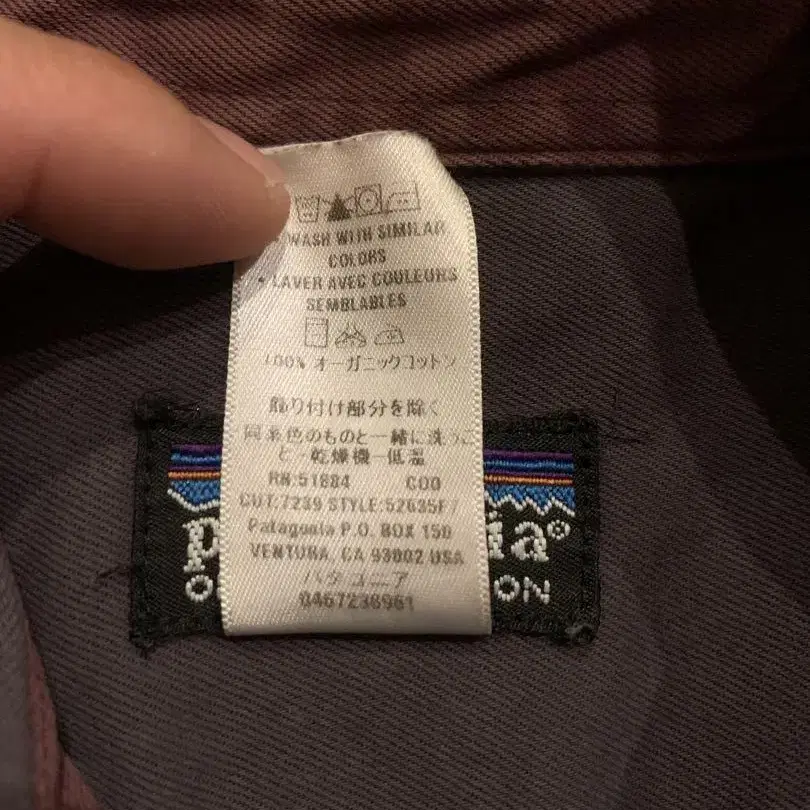 • WASH WITH SIMILAR
COLORS
• LAVER AVEC COULEURS
SEMBLABLES
100% オーガニックコットン
飾り付け部分を除く
同系色のものと一緒に洗うこ
と－乾燥機－低温
RN:51884 COO
CUT:7239 STYLE:52635F7
Patagonia P.O. BOX 150
VENTURA, CA 93002 USA
パタゴニア
0467238961
p ia®
O ON